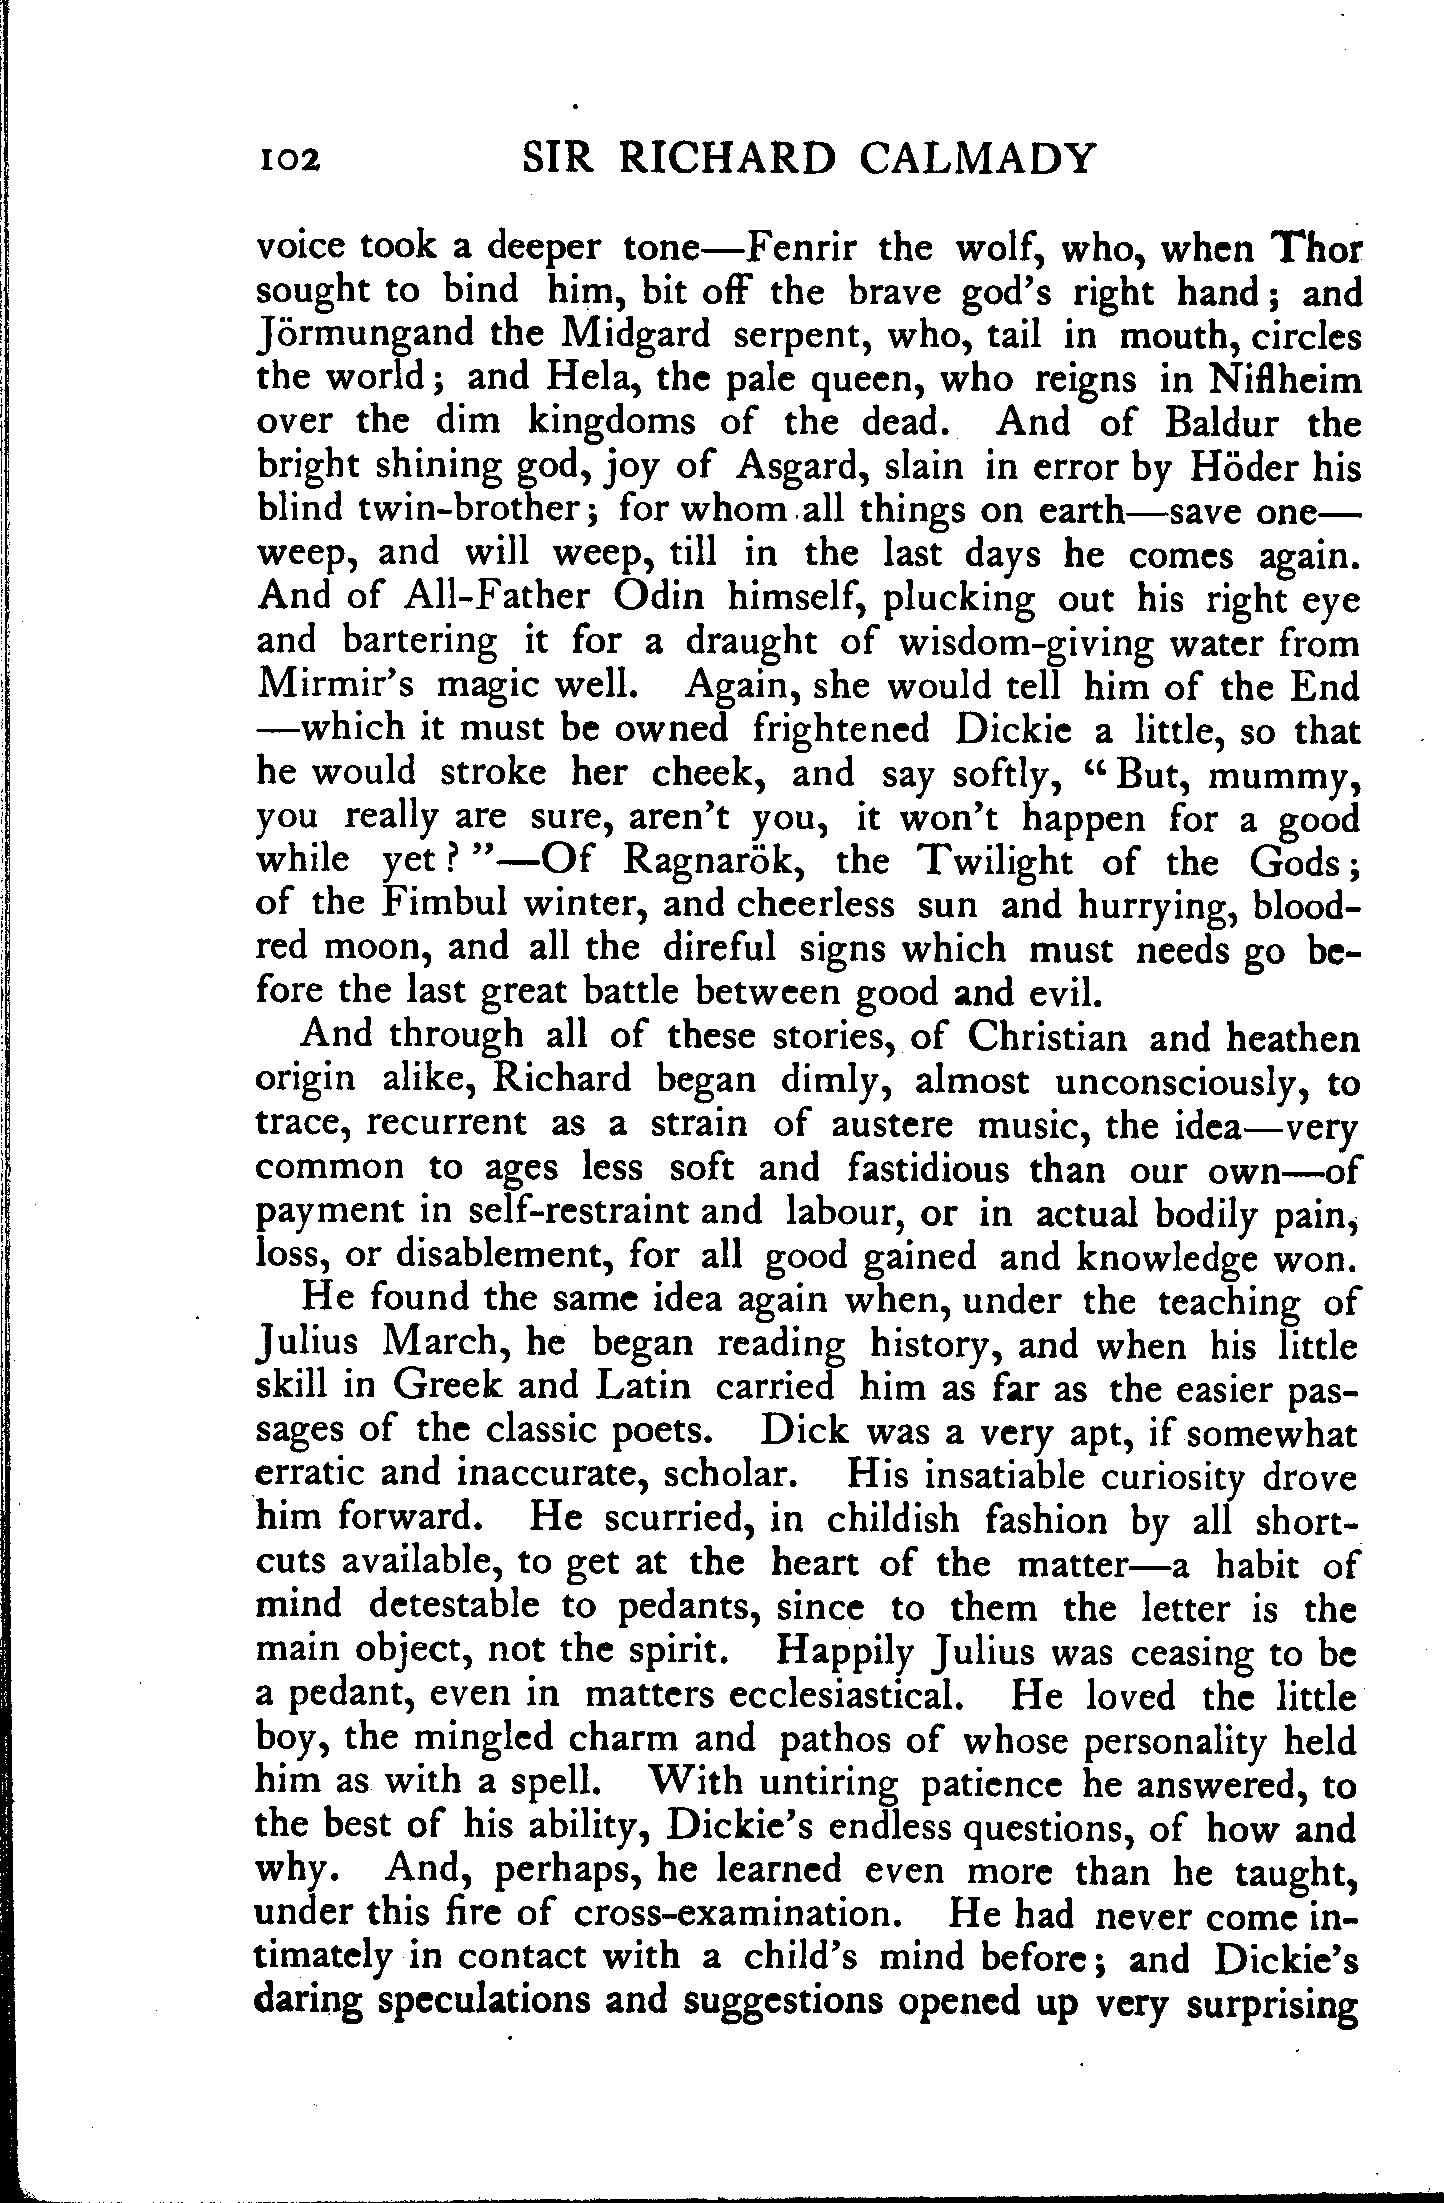 102 SIR RICHARD CALMADY
voice took a deeper tone—Fenrir the wolf, who, when Thor
sought to bind him, bit off the brave god's right hand; and
Jörmungand the Midgard serpent, who, tail in mouth, circles
the world; and Hela, the pale queen, who reigns in Niflheim
over the dim kingdoms of the dead. And of Baldur the
bright shining god, joy of Asgard, slain in error by Höder his
blind twin-brother; for whom all things on earth—save one—
weep, and will weep, till in the last days he comes again.
And of All-Father Odin himself, plucking out his right eye
and bartering it for a draught of wisdom-giving water from
Mirmir's magic well. Again, she would tell him of the End
—which it must be owned frightened Dickie a little, so that
he would stroke her cheek, and say softly, “But, mummy,
you really are sure, aren't you, it won't happen for a good
while yet?”—Of Ragnarök, the Twilight of the Gods;
of the Fimbul winter, and cheerless sun and hurrying, blood-
red moon, and all the direful signs which must needs go be-
fore the last great battle between good and evil.
And through all of these stories, of Christian and heathen
origin alike, Richard began dimly, almost unconsciously, to
trace, recurrent as a strain of austere music, the idea—very
common to ages less soft and fastidious than our own—of
payment in self-restraint and labour, or in actual bodily pain,
loss, or disablement, for all good gained and knowledge won.
He found the same idea again when, under the teaching of
Julius March, he began reading history, and when his little
skill in Greek and Latin carried him as far as the easier pas-
sages of the classic poets. Dick was a very apt, if somewhat
erratic and inaccurate, scholar. His insatiable curiosity drove
him forward. He scurried, in childish fashion by all short-
cuts available, to get at the heart of the matter—a habit of
mind detestable to pedants, since to them the letter is the
main object, not the spirit. Happily Julius was ceasing to be
a pedant, even in matters ecclesiastical. He loved the little
boy, the mingled charm and pathos of whose personality held
him as with a spell. With untiring patience he answered, to
the best of his ability, Dickie's endless questions, of how and
why. And, perhaps, he learned even more than he taught,
under this fire of cross-examination. He had never come in-
timately in contact with a child's mind before; and Dickie's
daring speculations and suggestions opened up very surprising